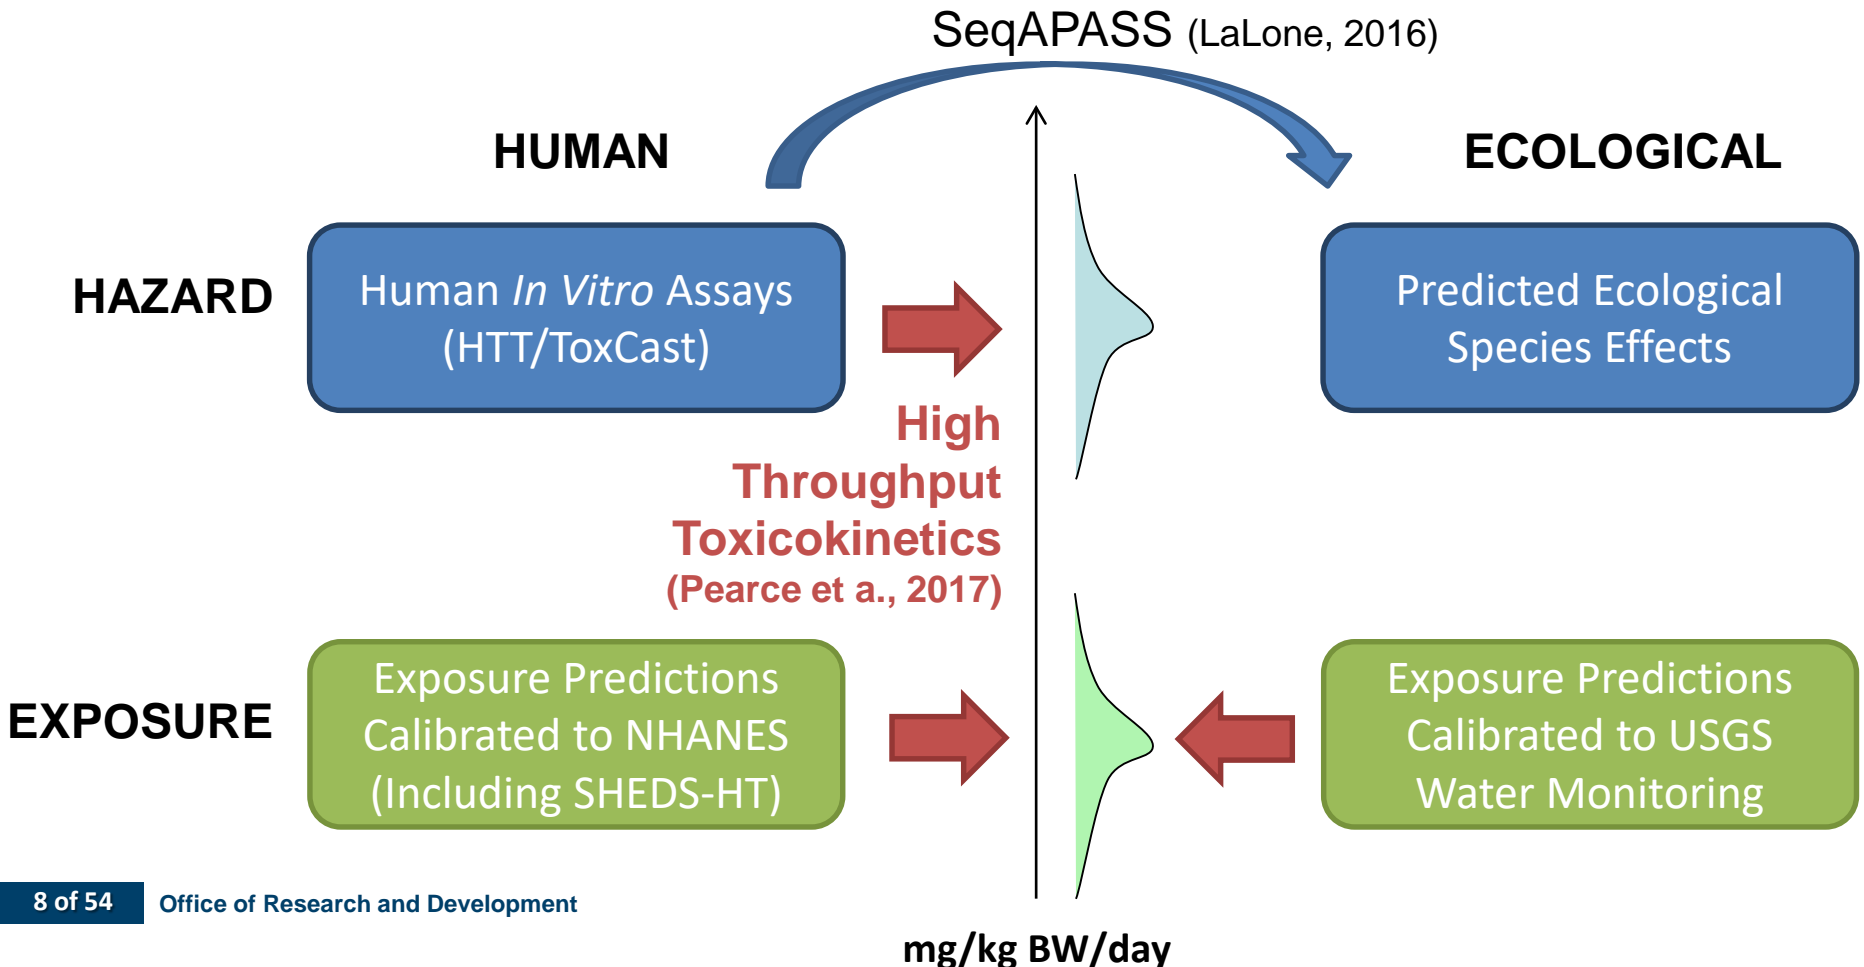 SeqAPASS (LaLone, 2016)
HUMAN
ECOLOGICAL
HAZARD
Human In Vitro Assays
(HTT/ToxCast)
Predicted Ecological
Species Effects
High
Throughput
Toxicokinetics
(Pearce et a., 2017)
EXPOSURE
Exposure Predictions
Calibrated to NHANES
(Including SHEDS-HT)
Exposure Predictions
Calibrated to USGS
Water Monitoring
8 of 54
Office of Research and Development
mg/kg BW/day